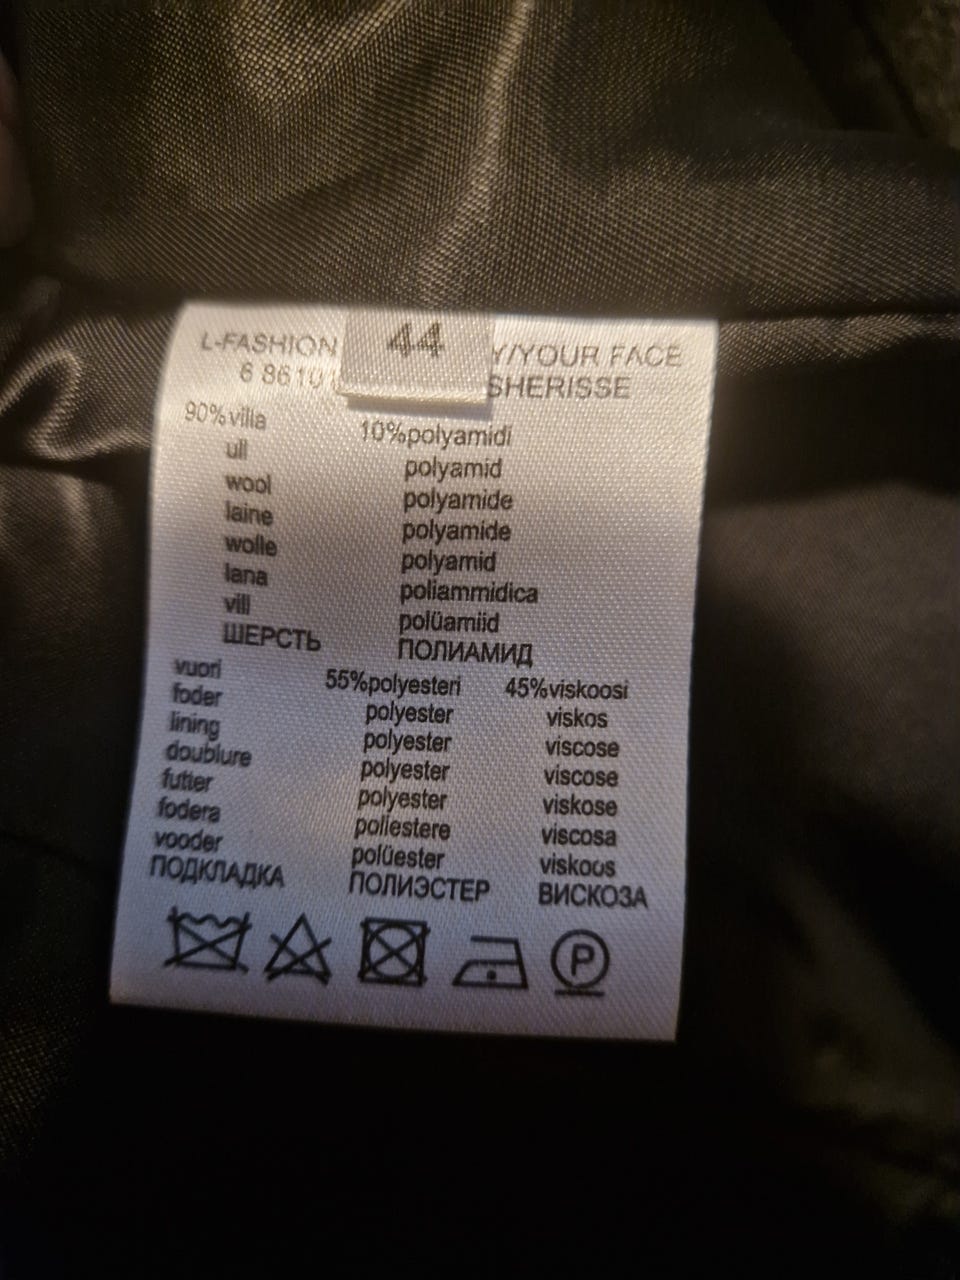 44
L-FASHION Y/YOUR FACE
6 8610 SHERISSE
90%villa 10%polyamidi
ull polyamid
wool polyamide
laine polyamide
wolle polyamid
lana poliammidica
vill polüamiid
ШЕРСТЬ ПОЛИАМИД
vuori 55%polyesteri 45%viskoosi
foder polyester viskos
lining polyester viscose
doublure polyester viscose
futter polyester viskose
fodera poliestere viscosa
vooder polüester viskoos
ПОДКЛАДКА ПОЛИЭСТЕР ВИСКОЗА
P